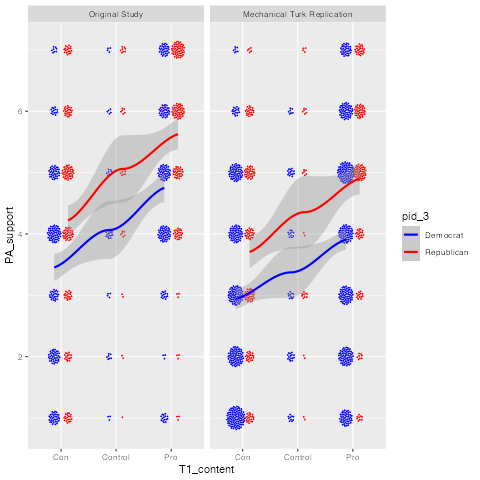 Original Study
Mechanical Turk Replication
6
4
2
PA_support
Con
Control
Pro
Con
Control
Pro
T1_content
pid_3
Democrat
Republican